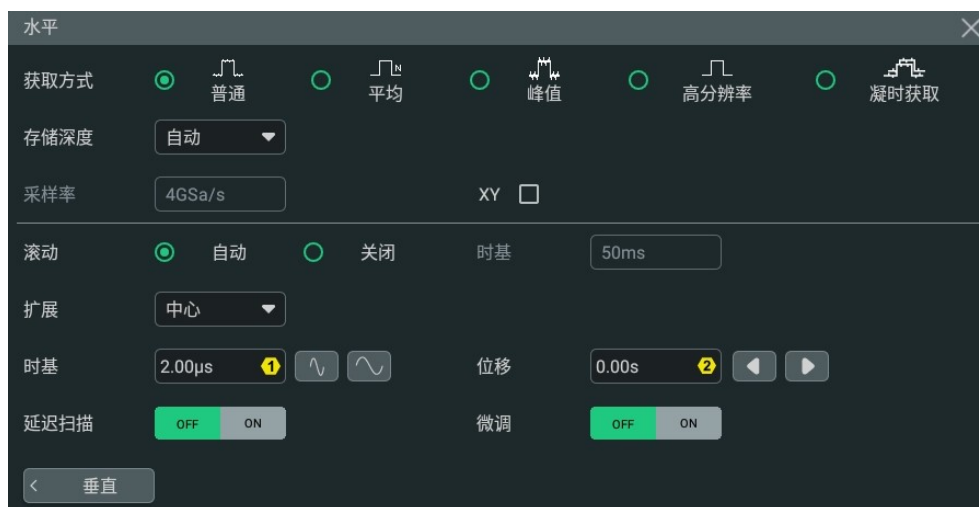 水平
获取方式 普通 平均 峰值 高分辨率 凝时获取
存储深度 自动
采样率 4GSa/s XY
滚动 自动 关闭 时基 50ms
扩展 中心
时基 2.00μs 1 位移 0.00s 2
延迟扫描 OFF ON 微调 OFF ON
< 垂直